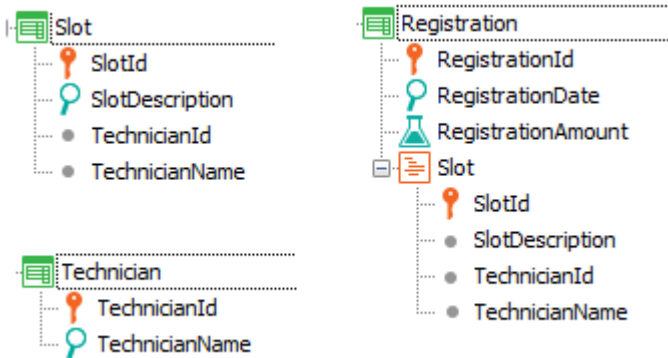 Slot
SlotId
SlotDescription
TechnicianId
TechnicianName
Technician
TechnicianId
TechnicianName
Registration
RegistrationId
RegistrationDate
RegistrationAmount
Slot
SlotId
SlotDescription
TechnicianId
TechnicianName